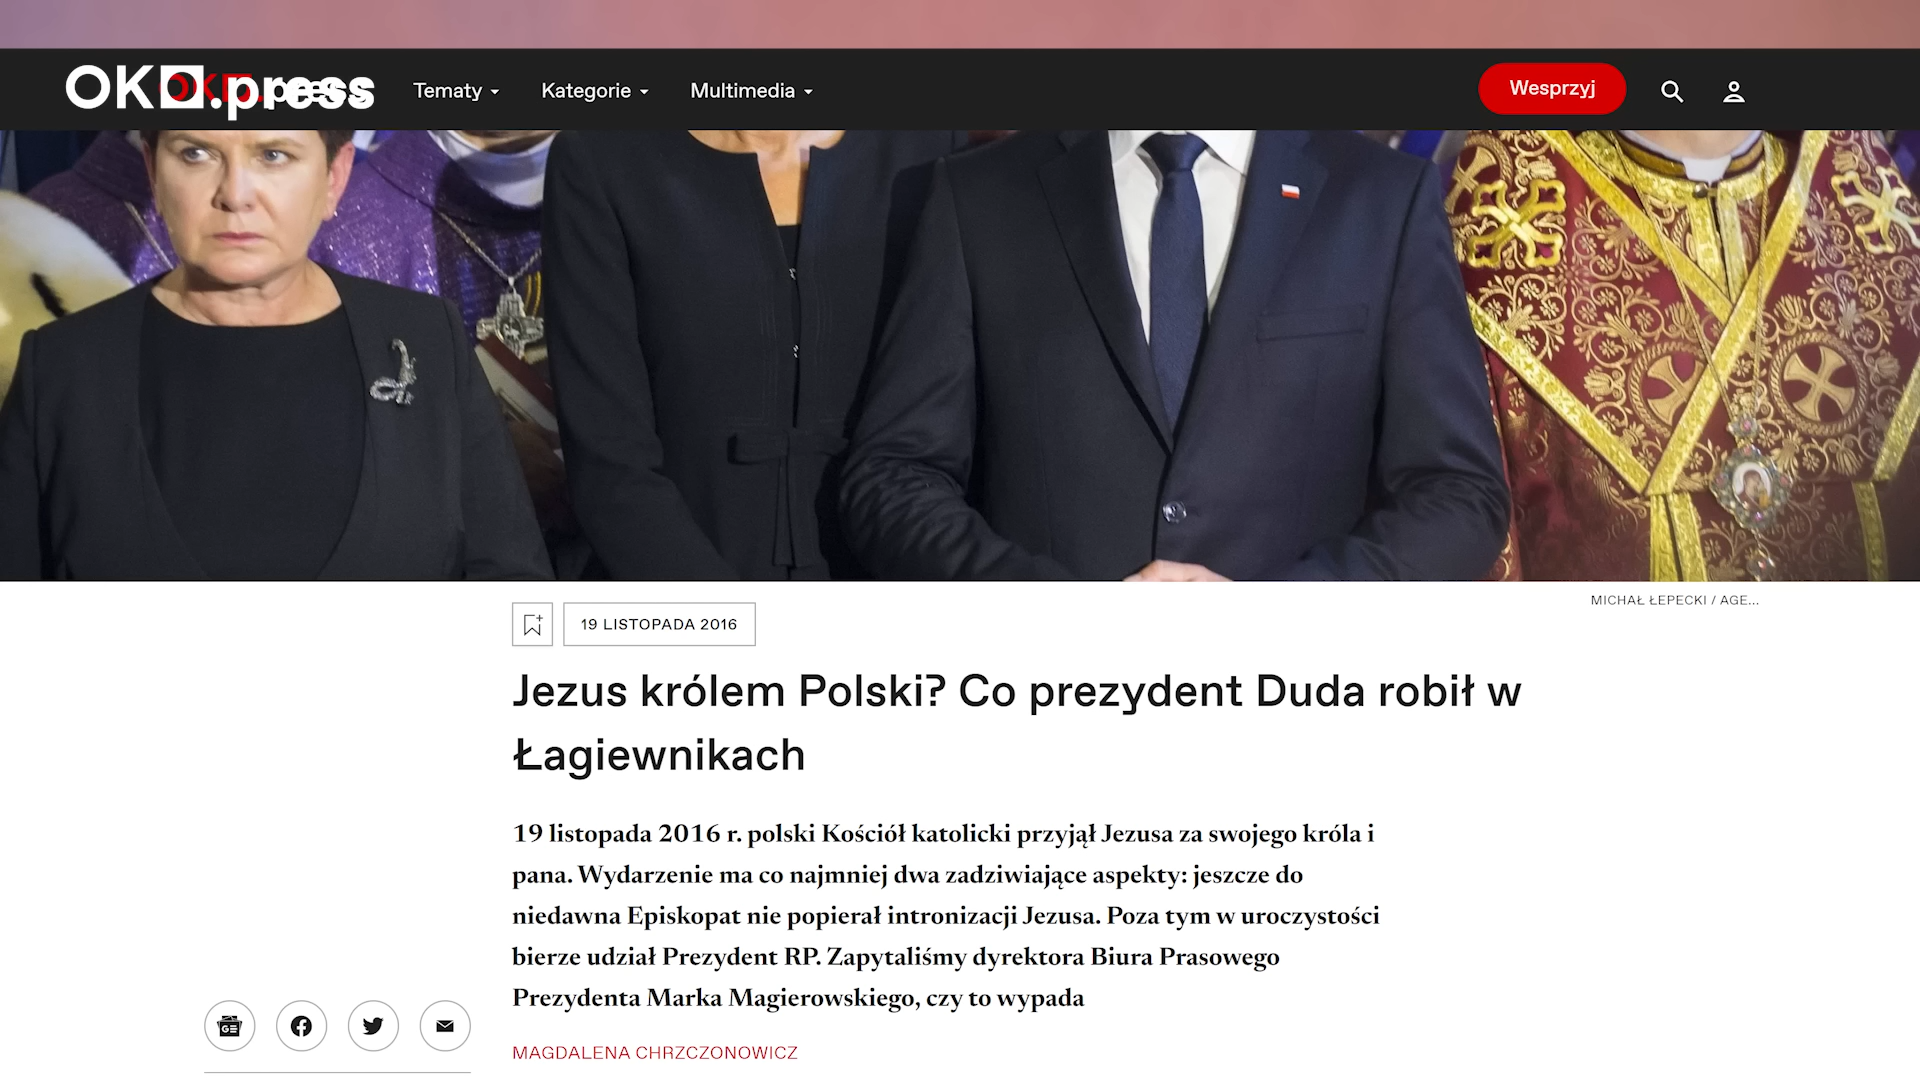 OKO.press
Tematy
Kategorie
Multimedia
Wesprzyj
MICHAŁ ŁEPECKI / AGE...
19 LISTOPADA 2016
Jezus królem Polski? Co prezydent Duda robił w
Łagiewnikach
19 listopada 2016 r. polski Kościół katolicki przyjął Jezusa za swojego króla i
pana. Wydarzenie ma co najmniej dwa zadziwiające aspekty: jeszcze do
niedawna Episkopat nie popierał intronizacji Jezusa. Poza tym w uroczystości
bierze udział Prezydent RP. Zapytaliśmy dyrektora Biura Prasowego
Prezydenta Marka Magierowskiego, czy to wypada
MAGDALENA CHRZCZONOWICZ